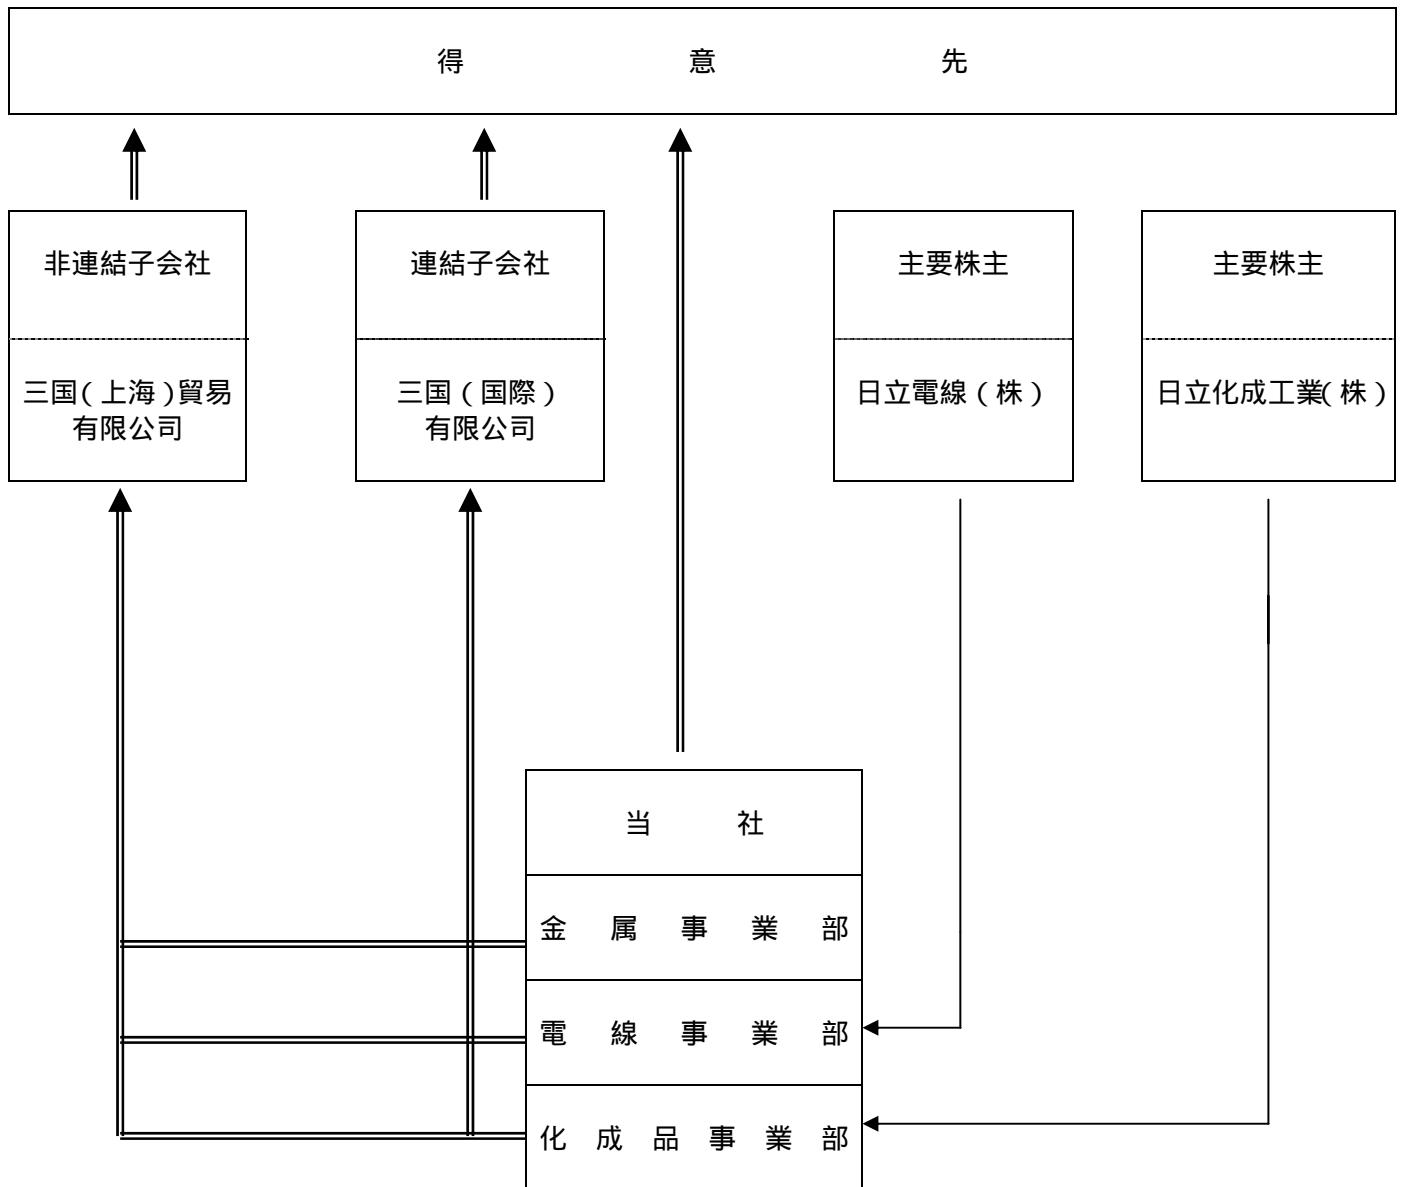 得 意 先
非連結子会社
三国(上海)貿易
有限公司
連結子会社
三国(国際)
有限公司
主要株主
日立電線(株)
主要株主
日立化成工業(株)
当 社
金 属 事 業 部
電 線 事 業 部
化 成 品 事 業 部